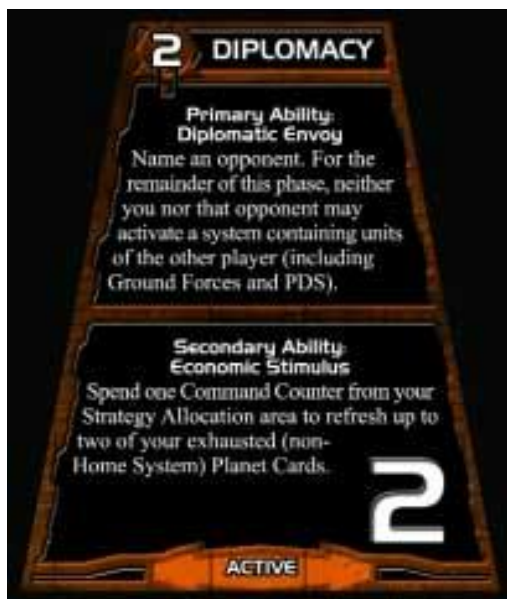 2 DIPLOMACY
Primary Ability:
Diplomatic Envoy
Name an opponent. For the
remainder of this phase, neither
you nor that opponent may
activate a system containing units
of the other player (including
Ground Forces and PDS).
Secondary Ability:
Economic Stimulus
Spend one Command Counter from your
Strategy Allocation area to refresh up to
two of your exhausted (non-
Home System) Planet Cards.
2
ACTIVE